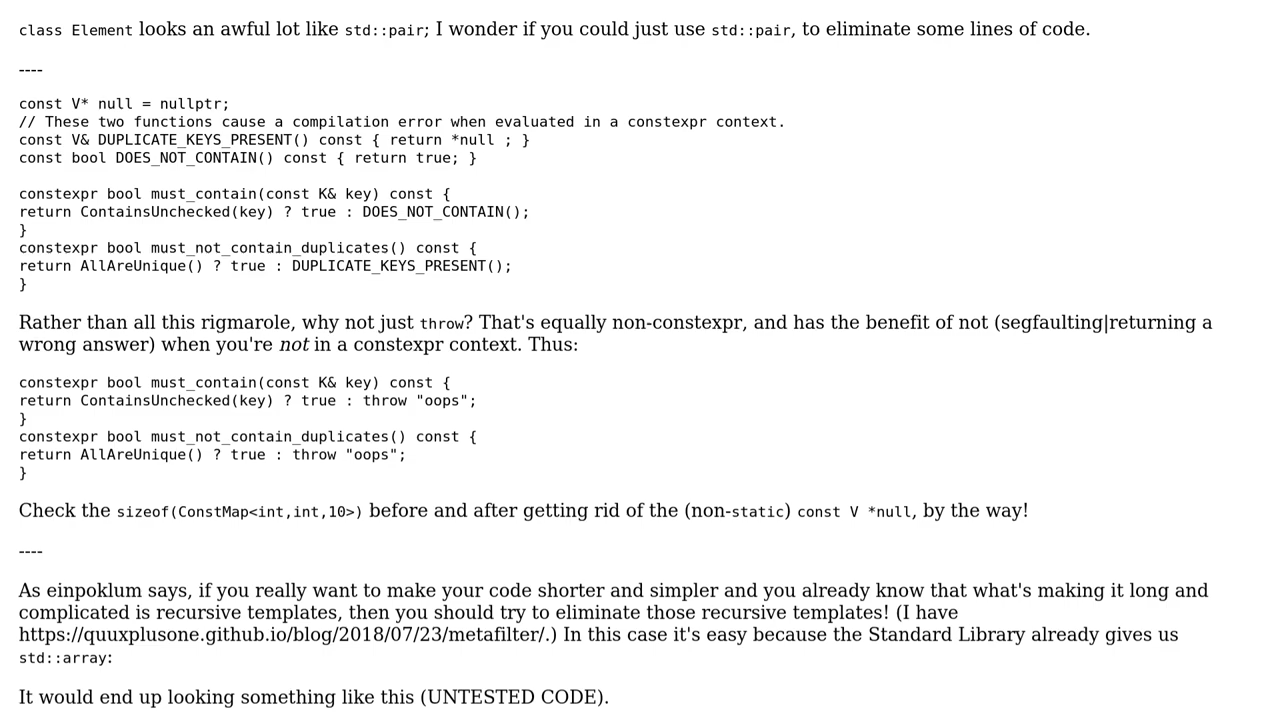 class Element looks an awful lot like std::pair; I wonder if you could just use std::pair, to eliminate some lines of code.
----
const V* null = nullptr;
// These two functions cause a compilation error when evaluated in a constexpr context.
const V& DUPLICATE_KEYS_PRESENT() const { return *null ; }
const bool DOES_NOT_CONTAIN() const { return true; }
constexpr bool must_contain(const K& key) const {
return ContainsUnchecked(key) ? true : DOES_NOT_CONTAIN();
}
constexpr bool must_not_contain_duplicates() const {
return AllAreUnique() ? true : DUPLICATE_KEYS_PRESENT();
}
Rather than all this rigmarole, why not just throw? That's equally non-constexpr, and has the benefit of not (segfaulting|returning a
wrong answer) when you're not in a constexpr context. Thus:
constexpr bool must_contain(const K& key) const {
return ContainsUnchecked(key) ? true : throw "oops";
}
constexpr bool must_not_contain_duplicates() const {
return AllAreUnique() ? true : throw "oops";
}
Check the sizeof(ConstMap<int,int,10>) before and after getting rid of the (non-static) const V *null, by the way!
----
As einpoklum says, if you really want to make your code shorter and simpler and you already know that what's making it long and
complicated is recursive templates, then you should try to eliminate those recursive templates! (I have
https://quuxplusone.github.io/blog/2018/07/23/metafilter/.) In this case it's easy because the Standard Library already gives us
std::array:
It would end up looking something like this (UNTESTED CODE).